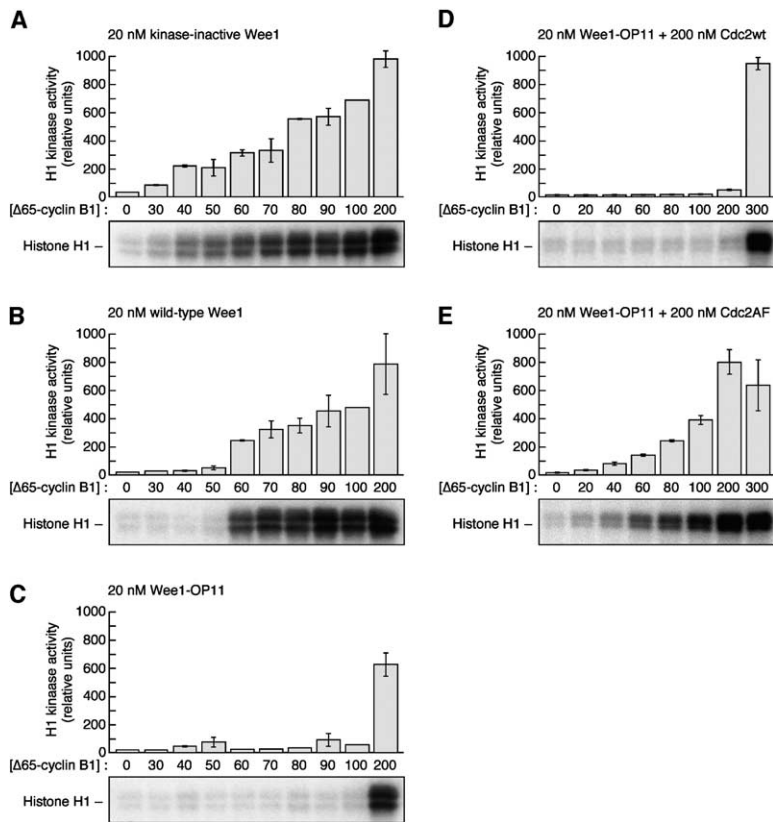 A
20 nM kinase-inactive Wee1
H1 kinaase activity
(relative units)
1000
800
600
400
200
0
[Δ65-cyclin B1] : 0 30 40 50 60 70 80 90 100 200
Histone H1 –
B
20 nM wild-type Wee1
H1 kinaase activity
(relative units)
1000
800
600
400
200
0
[Δ65-cyclin B1] : 0 30 40 50 60 70 80 90 100 200
Histone H1 –
C
20 nM Wee1-OP11
H1 kinaase activity
(relative units)
1000
800
600
400
200
0
[Δ65-cyclin B1] : 0 30 40 50 60 70 80 90 100 200
Histone H1 –
D
20 nM Wee1-OP11 + 200 nM Cdc2wt
H1 kinaase activity
(relative units)
1000
800
600
400
200
0
[Δ65-cyclin B1] : 0 20 40 60 80 100 200 300
Histone H1 –
E
20 nM Wee1-OP11 + 200 nM Cdc2AF
H1 kinaase activity
(relative units)
1000
800
600
400
200
0
[Δ65-cyclin B1] : 0 20 40 60 80 100 200 300
Histone H1 –